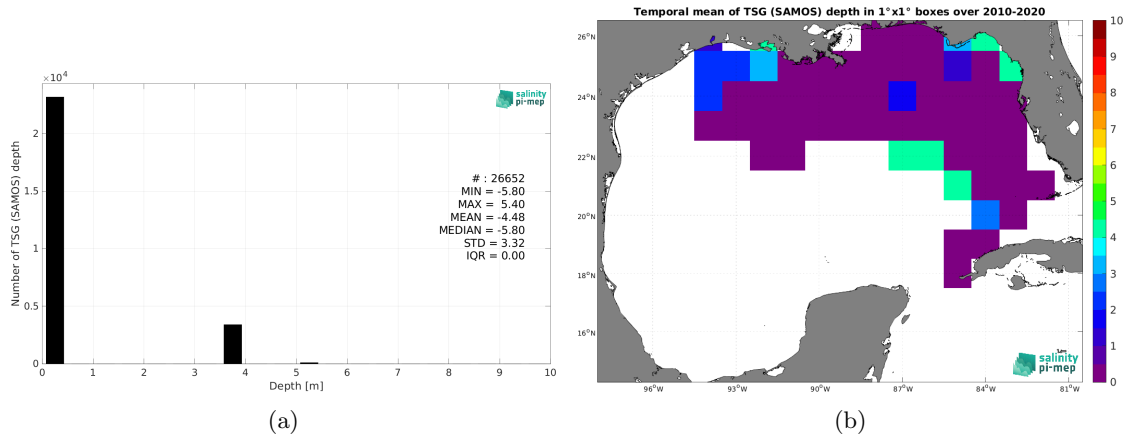 ×10⁴
2
1.5
1
0.5
0
Number of TSG (SAMOS) depth
0 1 2 3 4 5 6 7 8 9 10
Depth [m]
salinity
pi-mep
# : 26652
MIN = -5.80
MAX = 5.40
MEAN = -4.48
MEDIAN = -5.80
STD = 3.32
IQR = 0.00
(a)
Temporal mean of TSG (SAMOS) depth in 1°x1° boxes over 2010-2020
26°N
24°N
22°N
20°N
18°N
16°N
96°W 93°W 90°W 87°W 84°W 81°W
salinity
pi-mep
10
9
8
7
6
5
4
3
2
1
0
(b)